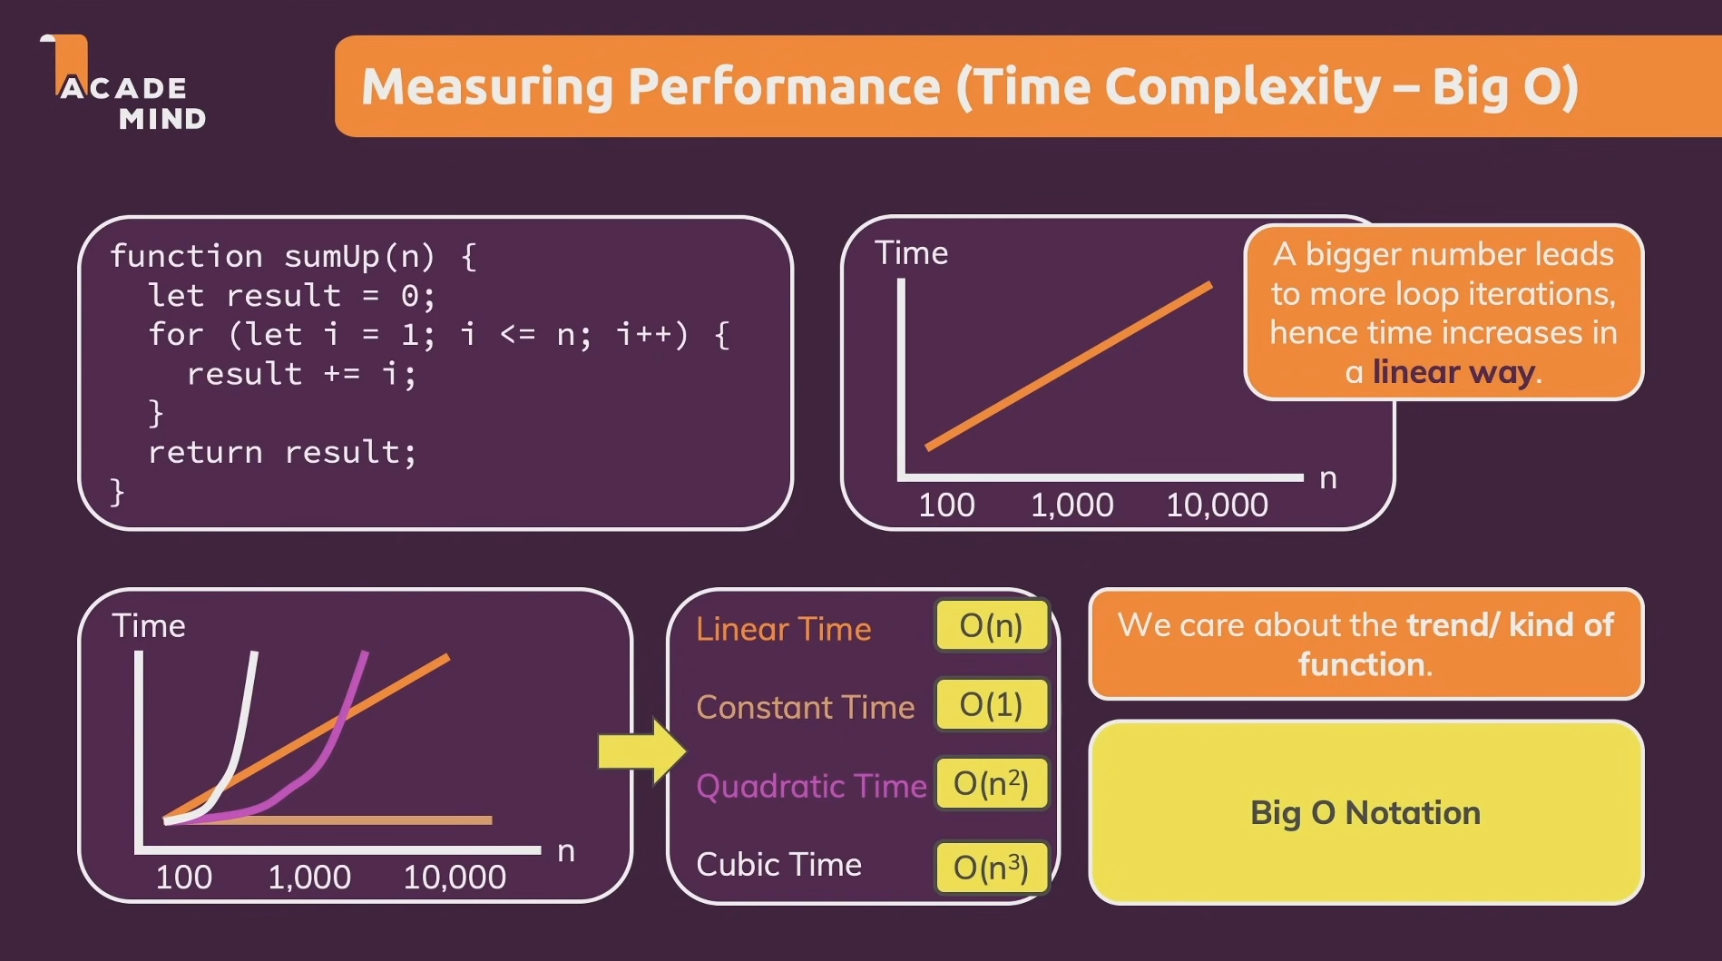 ACADE
MIND
Measuring Performance (Time Complexity – Big O)
function sumUp(n) {
let result = 0;
for (let i = 1; i <= n; i++) {
result += i;
}
return result;
}
Time
n
100 1,000 10,000
A bigger number leads
to more loop iterations,
hence time increases in
a linear way.
Time
n
100 1,000 10,000
Linear Time O(n)
Constant Time O(1)
Quadratic Time O(n²)
Cubic Time O(n³)
We care about the trend/ kind of
function.
Big O Notation